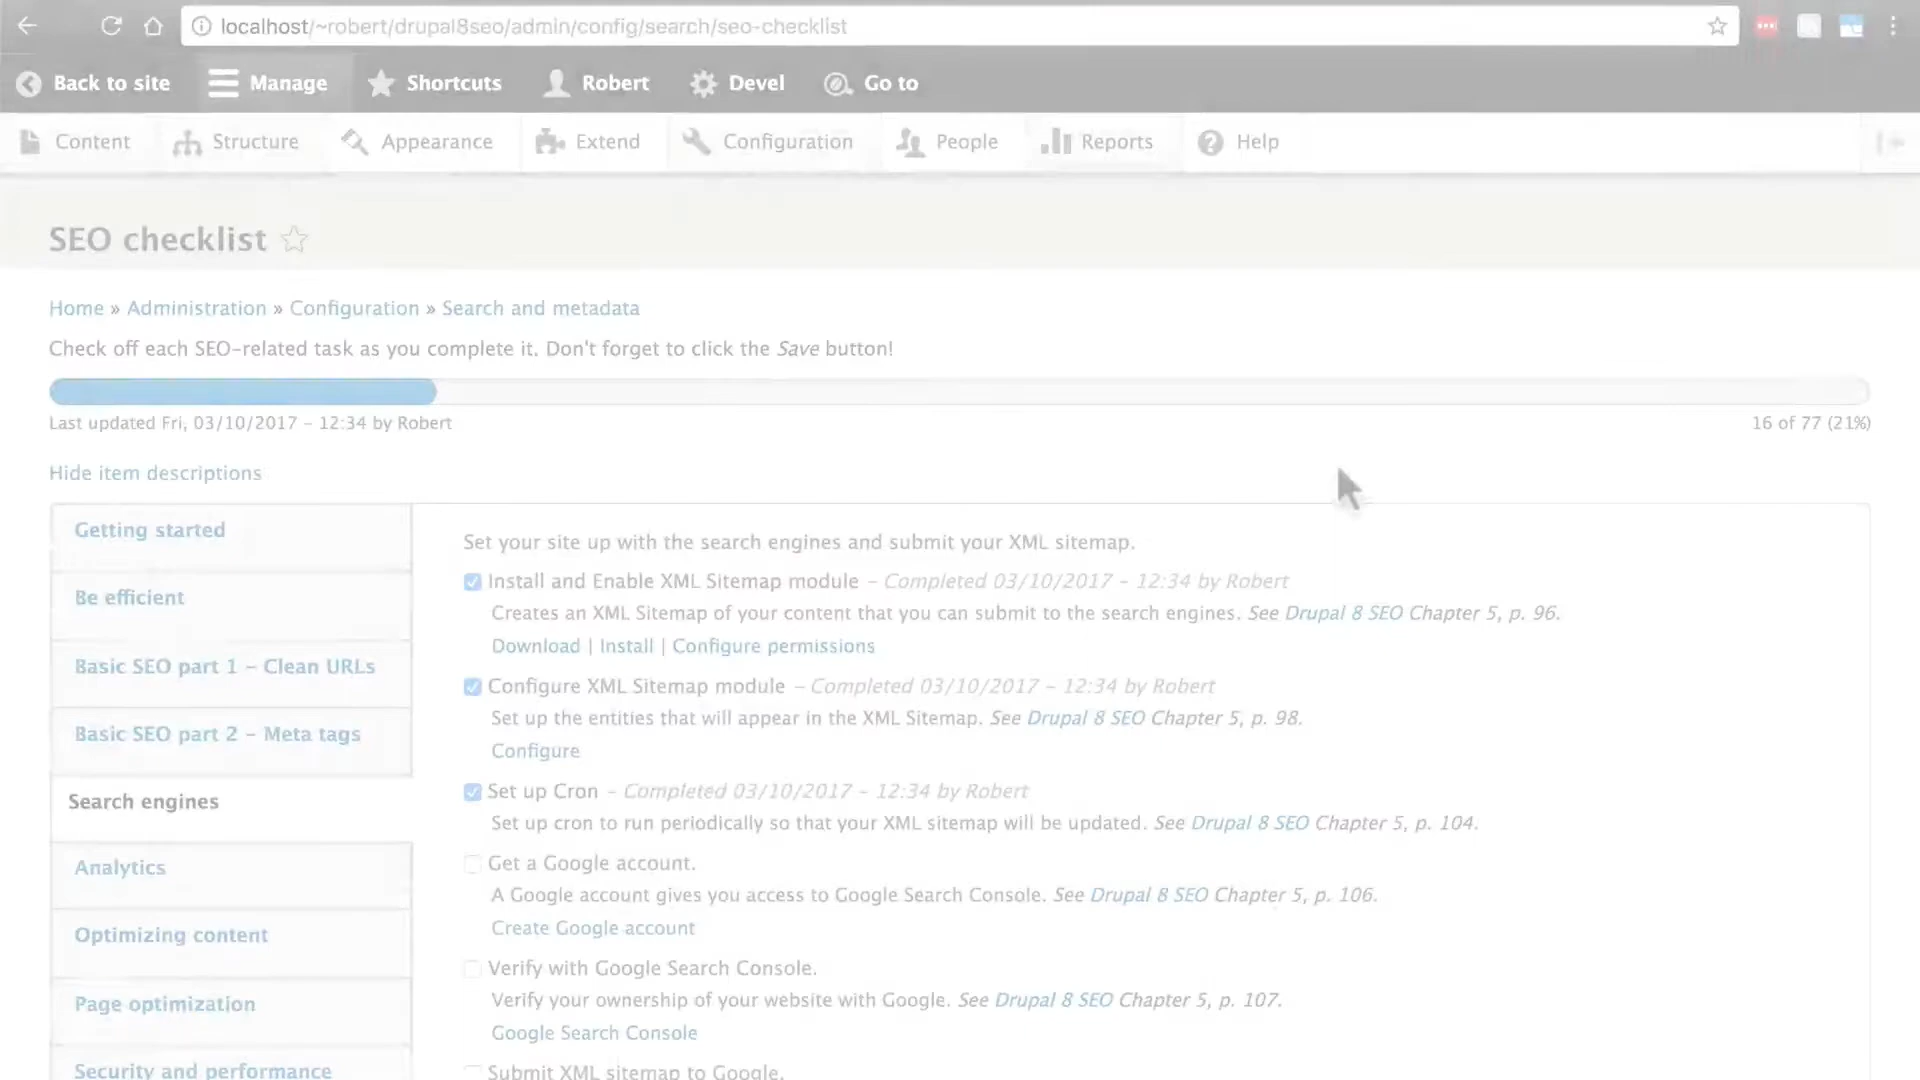 localhost/~robert/drupal8seo/admin/config/search/seo-checklist
Back to site Manage Shortcuts Robert Devel Go to
Content Structure Appearance Extend Configuration People Reports Help
SEO checklist
Home » Administration » Configuration » Search and metadata
Check off each SEO-related task as you complete it. Don't forget to click the Save button!
Last updated Fri, 03/10/2017 - 12:34 by Robert
16 of 77 (21%)
Hide item descriptions
Getting started
Be efficient
Basic SEO part 1 - Clean URLs
Basic SEO part 2 - Meta tags
Search engines
Analytics
Optimizing content
Page optimization
Security and performance
Set your site up with the search engines and submit your XML sitemap.
Install and Enable XML Sitemap module - Completed 03/10/2017 - 12:34 by Robert
Creates an XML Sitemap of your content that you can submit to the search engines. See Drupal 8 SEO Chapter 5, p. 96.
Download | Install | Configure permissions
Configure XML Sitemap module - Completed 03/10/2017 - 12:34 by Robert
Set up the entities that will appear in the XML Sitemap. See Drupal 8 SEO Chapter 5, p. 98.
Configure
Set up Cron - Completed 03/10/2017 - 12:34 by Robert
Set up cron to run periodically so that your XML sitemap will be updated. See Drupal 8 SEO Chapter 5, p. 104.
Get a Google account.
A Google account gives you access to Google Search Console. See Drupal 8 SEO Chapter 5, p. 106.
Create Google account
Verify with Google Search Console.
Verify your ownership of your website with Google. See Drupal 8 SEO Chapter 5, p. 107.
Google Search Console
Submit XML sitemap to Google.